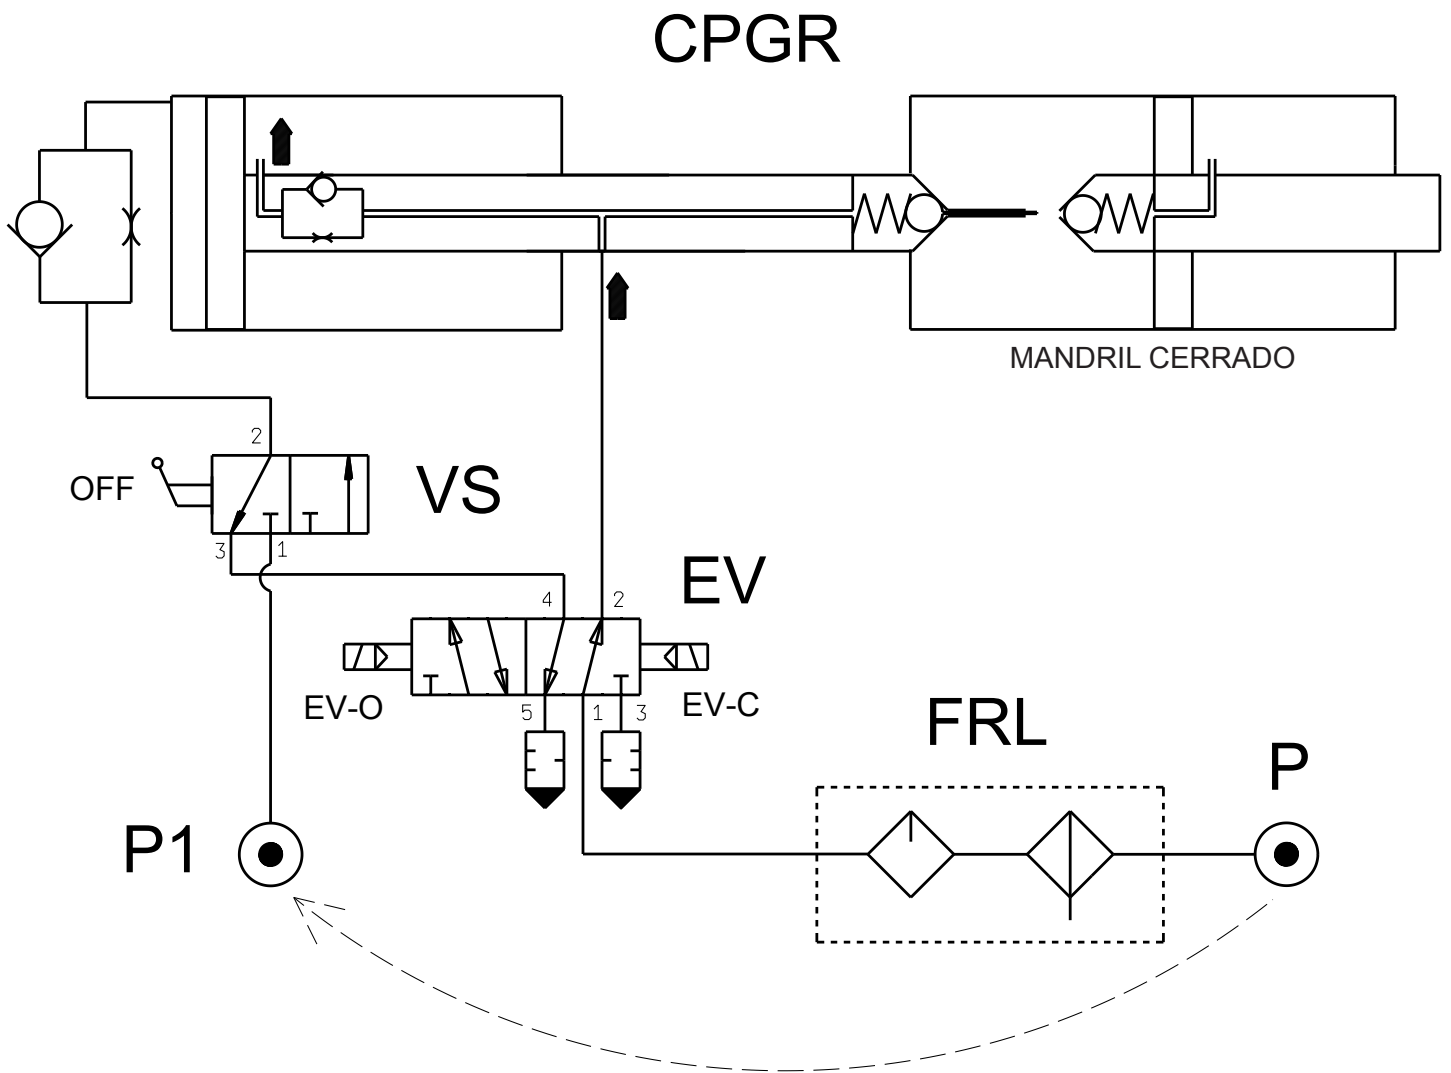 CPGR
MANDRIL CERRADO
2
OFF
VS
3
1
EV
4
2
EV-O
5
1
3
EV-C
FRL
P
P1